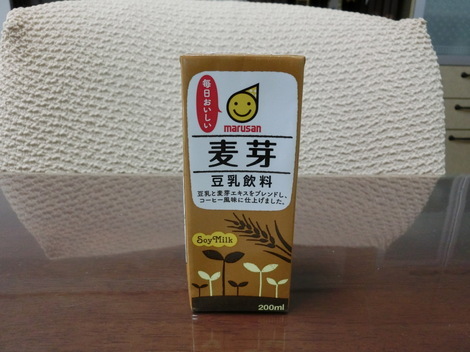 毎日おいしい
marusan
麦芽
豆乳飲料
豆乳と麦芽エキスをブレンドし、
コーヒー風味に仕上げました。
Soy Milk
200ml